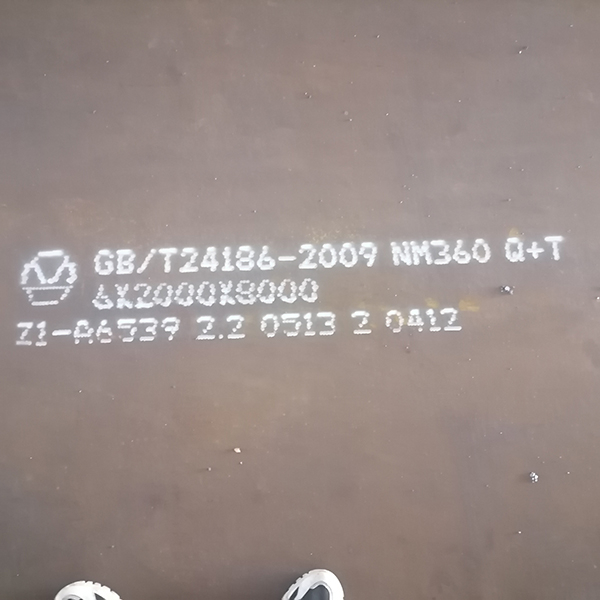 GB/T24186-2009 NM360 Q+T
6X2000X8000
Z1-A6539 2.2 0513 2 0412